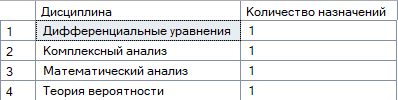 Дисциплина Количество назначений
1 Дифференциальные уравнения 1
2 Комплексный анализ 1
3 Математический анализ 1
4 Теория вероятности 1